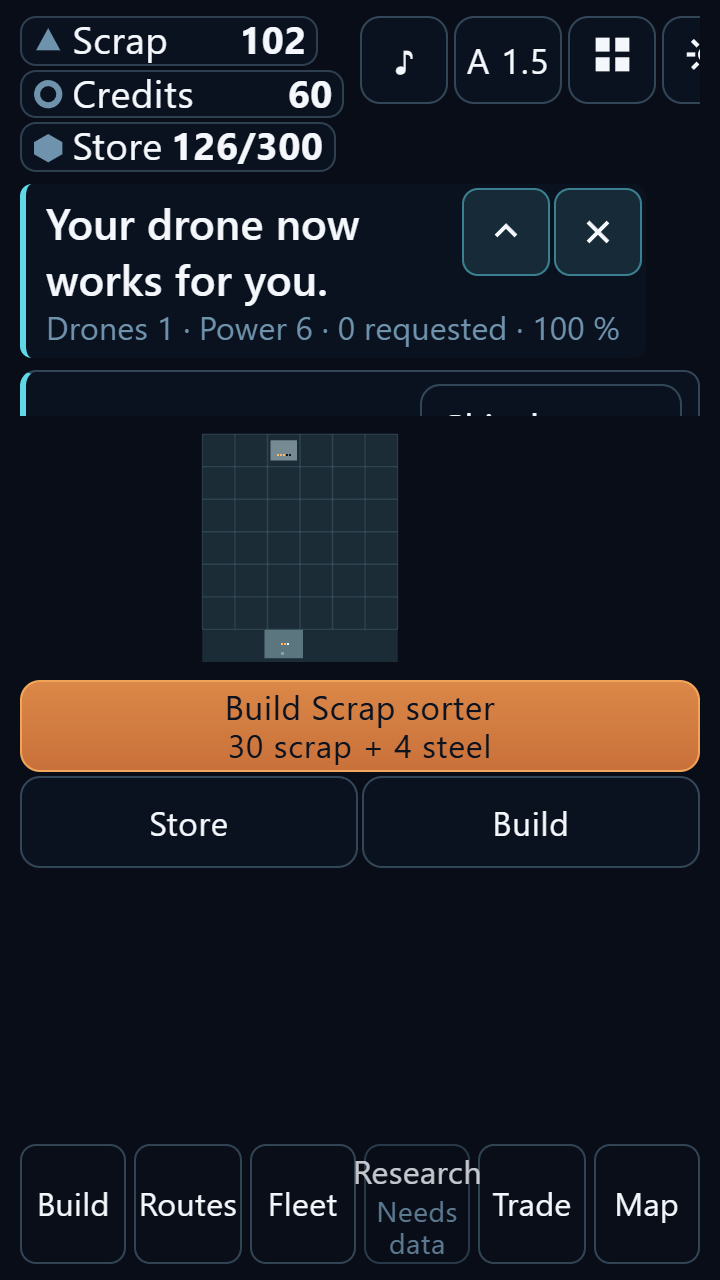 Scrap 102
Credits 60
Store 126/300
A 1.5
Your drone now
works for you.
Drones 1 · Power 6 · 0 requested · 100 %
Build Scrap sorter
30 scrap + 4 steel
Store
Build
Build
Routes
Fleet
Research
Needs
data
Trade
Map